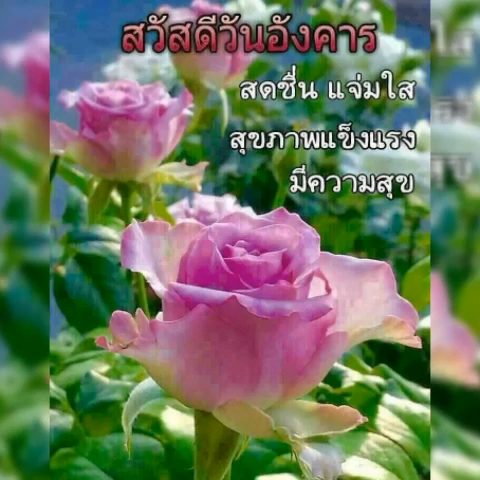 สวัสดีวันอังคาร
สดชื่น แจ่มใส
สุขภาพแข็งแรง
มีความสุข